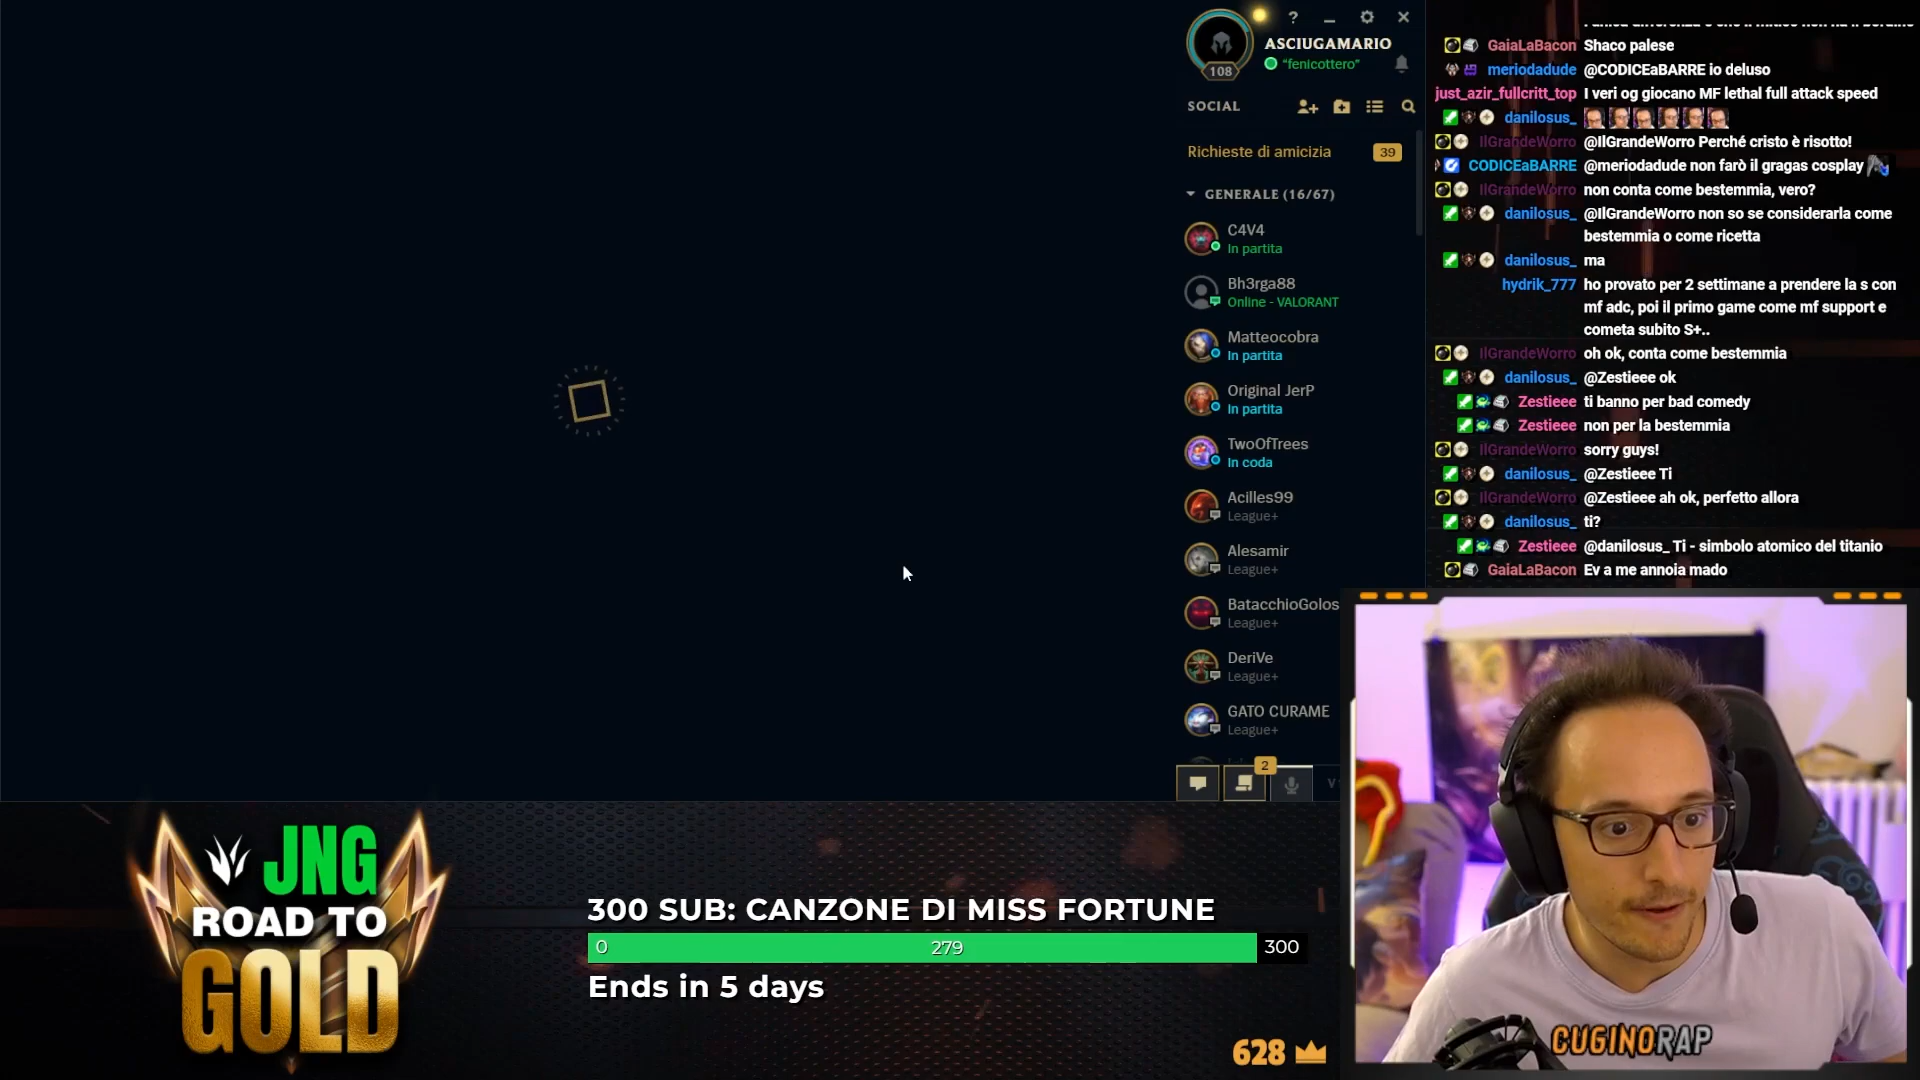 ASCIUGAMARIO
108
"fenicottero"
SOCIAL
Richieste di amicizia
39
GENERALE (16/67)
C4V4
In partita
Bh3rga88
Online - VALORANT
Matteocobra
In partita
Original JerP
In partita
TwoOfTrees
In coda
Acilles99
League+
Alesamir
League+
BatacchioGolos
League+
DeriVe
League+
GATO CURAME
League+
2
GaiaLaBacon Shaco palese
meriodadude @CODICEaBARRE io deluso
just_azir_fullcritt_top I veri og giocano MF lethal full attack speed
danilosus_
IlGrandeWorro @IlGrandeWorro Perché cristo è risotto!
CODICEaBARRE @meriodadude non farò il gragas cosplay
IlGrandeWorro non conta come bestemmia, vero?
danilosus_ @IlGrandeWorro non so se considerarla come
bestemmia o come ricetta
danilosus_ ma
hydrik_777 ho provato per 2 settimane a prendere la s con
mf adc, poi il primo game come mf support e
cometa subito S+..
IlGrandeWorro oh ok, conta come bestemmia
danilosus_ @Zestieee ok
Zestieee ti banno per bad comedy
Zestieee non per la bestemmia
IlGrandeWorro sorry guys!
danilosus_ @Zestieee Ti
IlGrandeWorro @Zestieee ah ok, perfetto allora
danilosus_ ti?
Zestieee @danilosus_ Ti - simbolo atomico del titanio
GaiaLaBacon Ev a me annoia mado
JNG
ROAD TO
GOLD
300 SUB: CANZONE DI MISS FORTUNE
0 279 300
Ends in 5 days
628
CUGINORAP